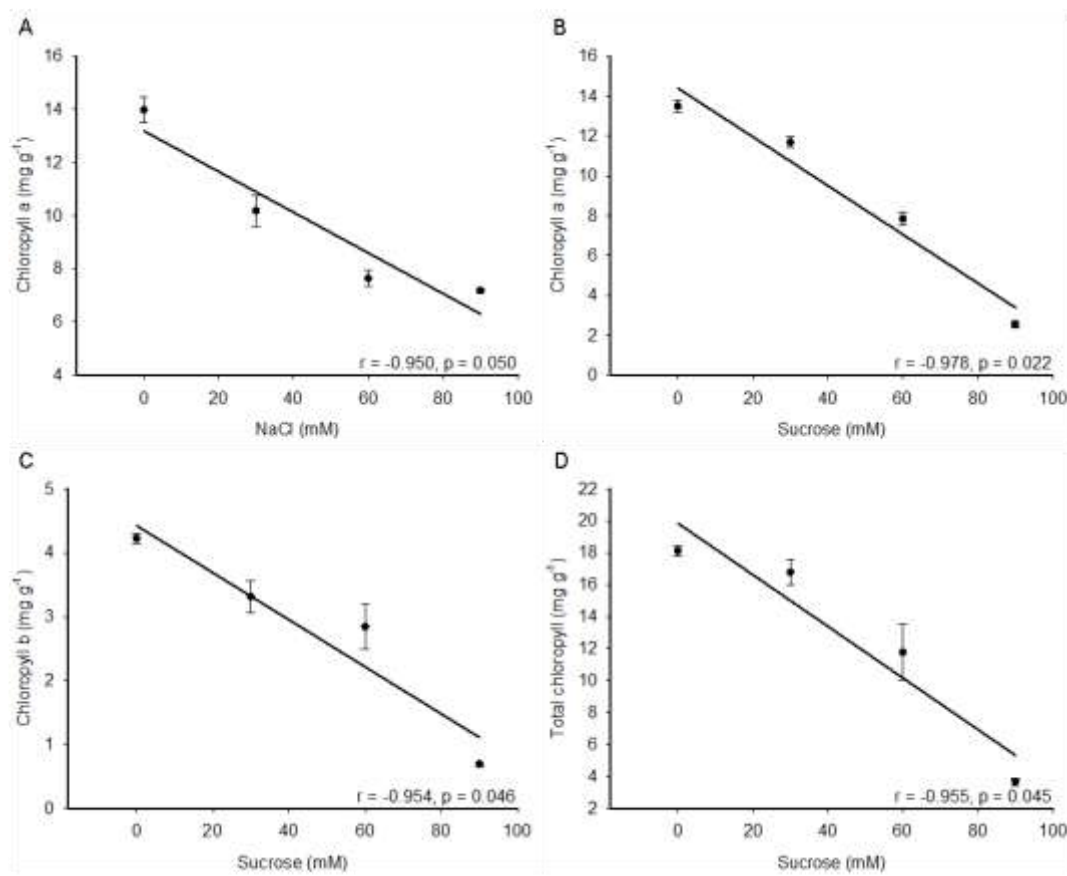 A
16
14
12
10
8
6
4
Chloropyll a (mg g⁻¹)
0 20 40 60 80 100
NaCl (mM)
r = -0.950, p = 0.050
B
16
14
12
10
8
6
4
2
0
Chloropyll a (mg g⁻¹)
0 20 40 60 80 100
Sucrose (mM)
r = -0.978, p = 0.022
C
5
4
3
2
1
0
Chloropyll b (mg g⁻¹)
0 20 40 60 80 100
Sucrose (mM)
r = -0.954, p = 0.046
D
22
20
18
16
14
12
10
8
6
4
2
Total chloropyll (mg g⁻¹)
0 20 40 60 80 100
Sucrose (mM)
r = -0.955, p = 0.045